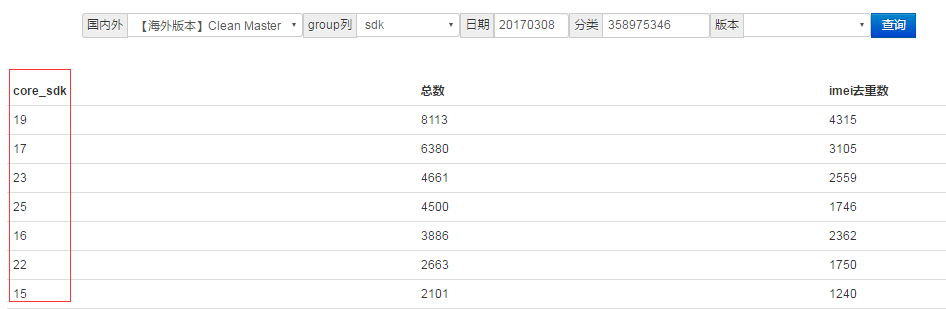 国内外 【海外版本】Clean Master group列 sdk 日期 20170308 分类 358975346 版本 查询
core_sdk 总数 imei去重数
19 8113 4315
17 6380 3105
23 4661 2559
25 4500 1746
16 3886 2362
22 2663 1750
15 2101 1240